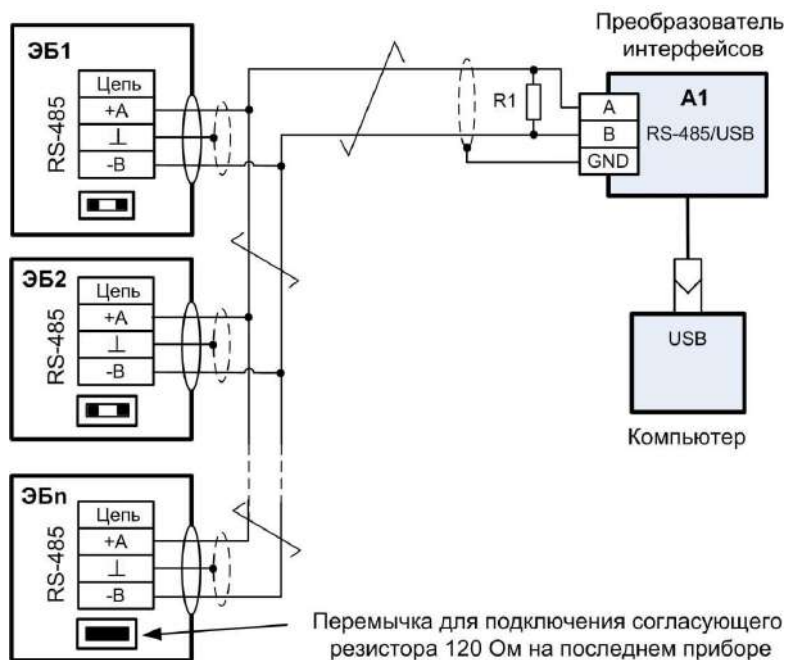 ЭБ1
Цепь
+A
⊥
-B
RS-485
ЭБ2
Цепь
+A
⊥
-B
RS-485
ЭБn
Цепь
+A
⊥
-B
RS-485
Преобразователь
интерфейсов
R1
A
B
GND
A1
RS-485/USB
USB
Компьютер
Перемычка для подключения согласующего
резистора 120 Ом на последнем приборе